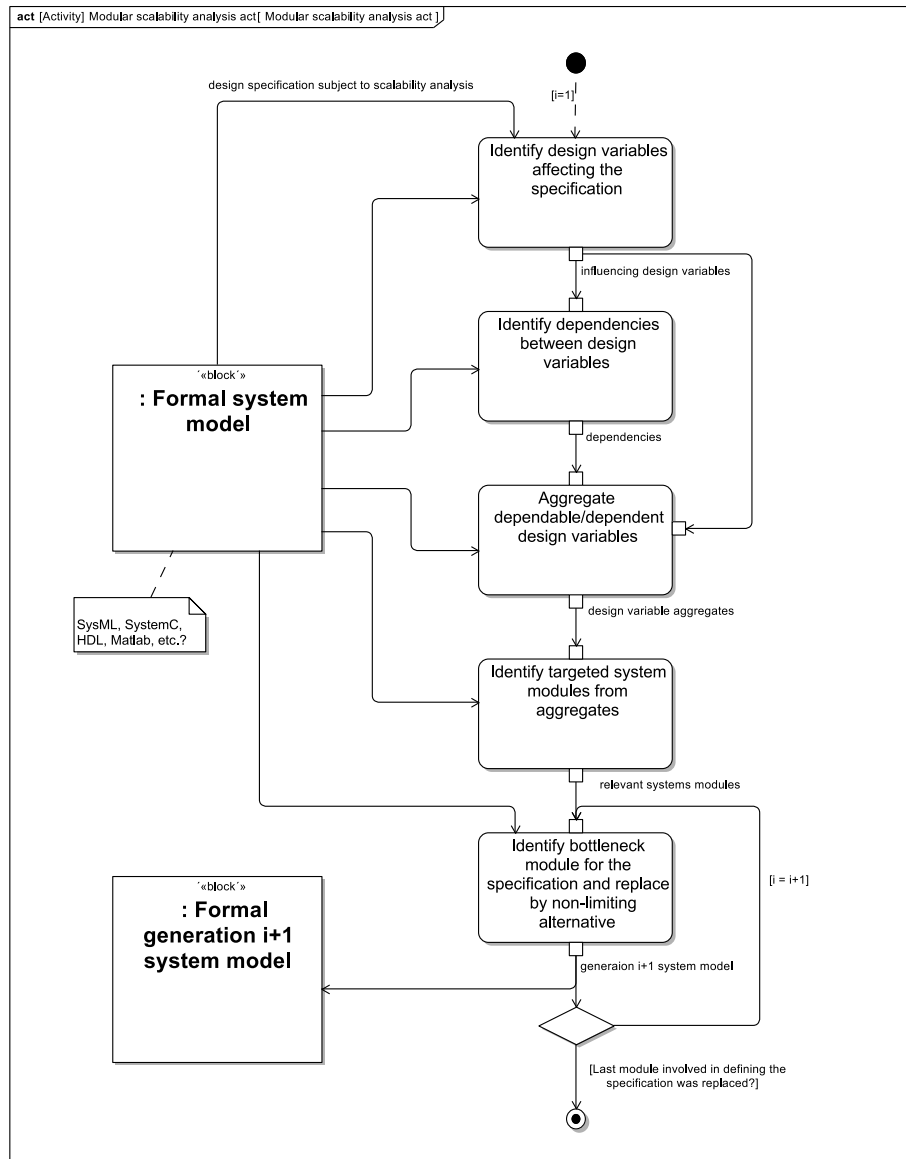 act [Activity] Modular scalability analysis act[ Modular scalability analysis act ]
design specification subject to scalability analysis
[i=1]
Identify design variables
affecting the
specification
influencing design variables
Identify dependencies
between design
variables
´«block´»
: Formal system
model
dependencies
Aggregate
dependable/dependent
design variables
SysML, SystemC,
HDL, Matlab, etc.?
design variable aggregates
Identify targeted system
modules from
aggregates
relevant systems modules
Identify bottleneck
module for the
specification and replace
by non-limiting
alternative
[i = i+1]
´«block´»
: Formal
generation i+1
system model
generaion i+1 system model
[Last module involved in defining the
specification was replaced?]